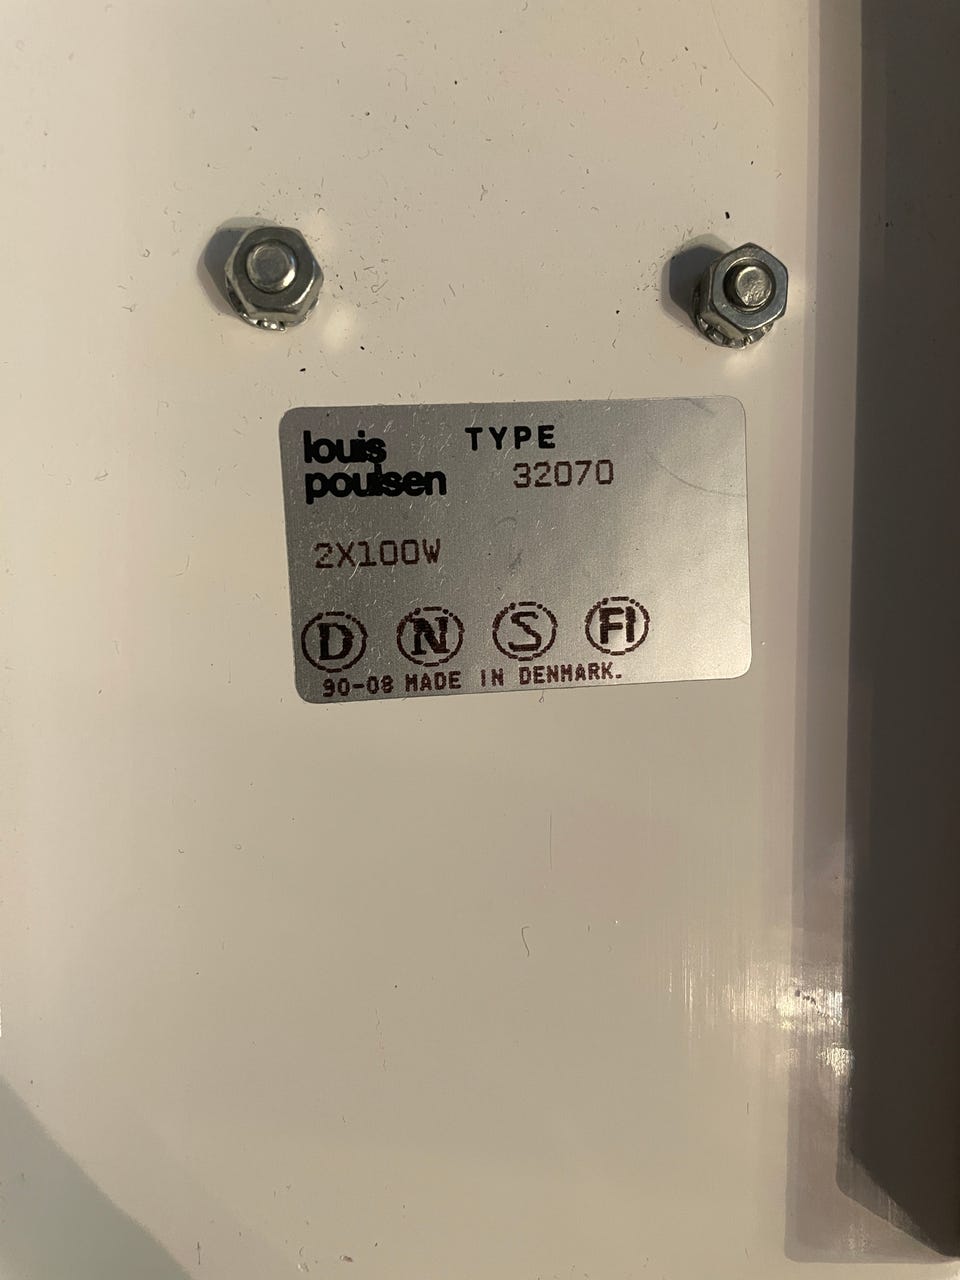 louis
poulsen
TYPE
32070
2X100W
D N S FI
90-08 MADE IN DENMARK.